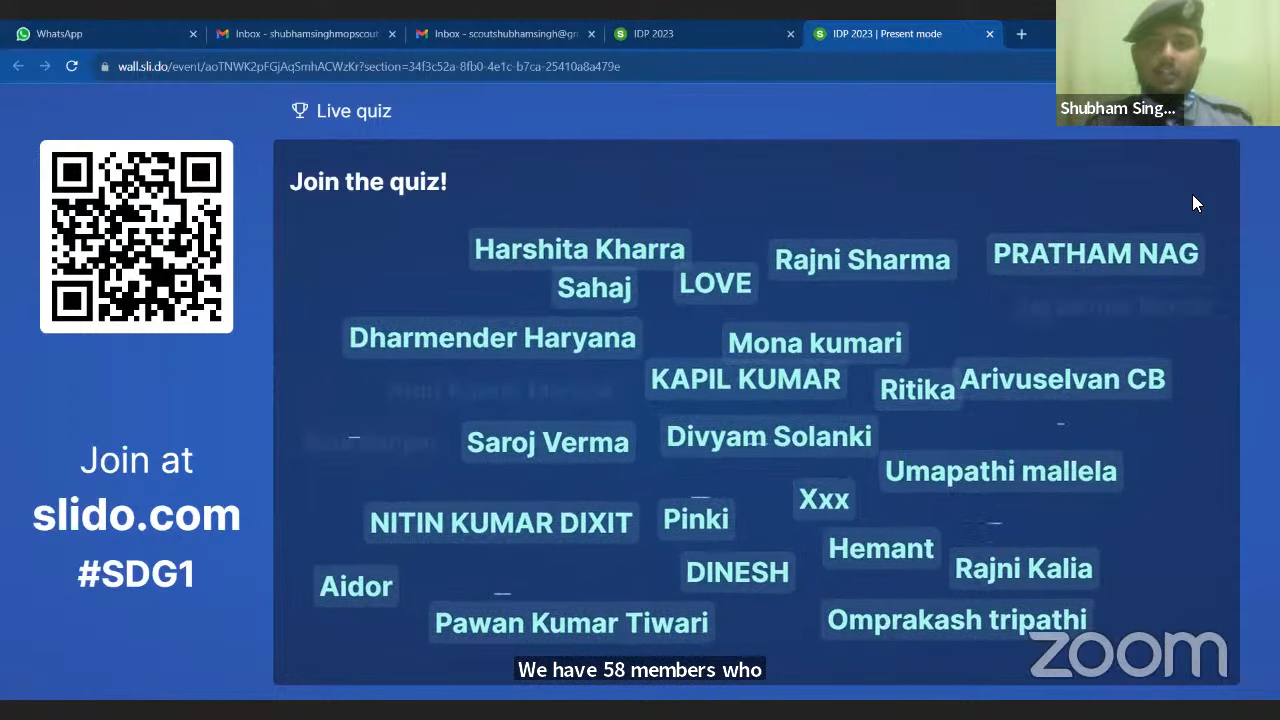 WhatsApp
Inbox - shubhamsinghmopscout
Inbox - scoutshubhamsingh@gr
IDP 2023
IDP 2023 | Present mode
wall.sli.do/event/aoTNWK2pFGjAqSmhACWzKr?section=34f3c52a-8fb0-4e1c-b7ca-25410a8a479e
Shubham Sing...
Live quiz
Join the quiz!
Harshita Kharra
Rajni Sharma
PRATHAM NAG
Sahaj
LOVE
Dharmender Haryana
Mona kumari
KAPIL KUMAR
Ritika
Arivuselvan CB
Saroj Verma
Divyam Solanki
Umapathi mallela
Xxx
NITIN KUMAR DIXIT
Pinki
Hemant
DINESH
Rajni Kalia
Aidor
Pawan Kumar Tiwari
Omprakash tripathi
Join at
slido.com
#SDG1
We have 58 members who
zoom